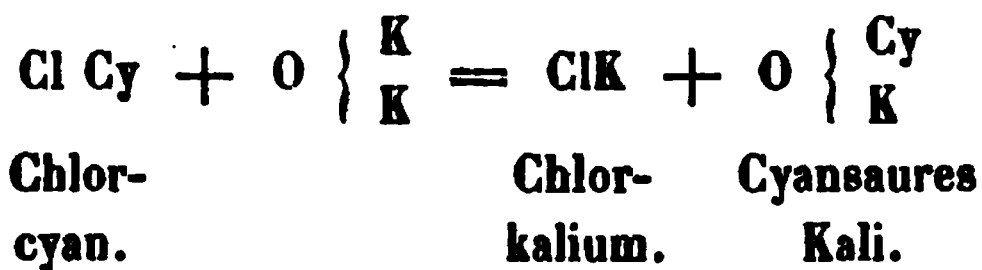 Cl Cy + O { K K = ClK + O { Cy K
Chlor- Chlor- Cyansaures
cyan. kalium. Kali.